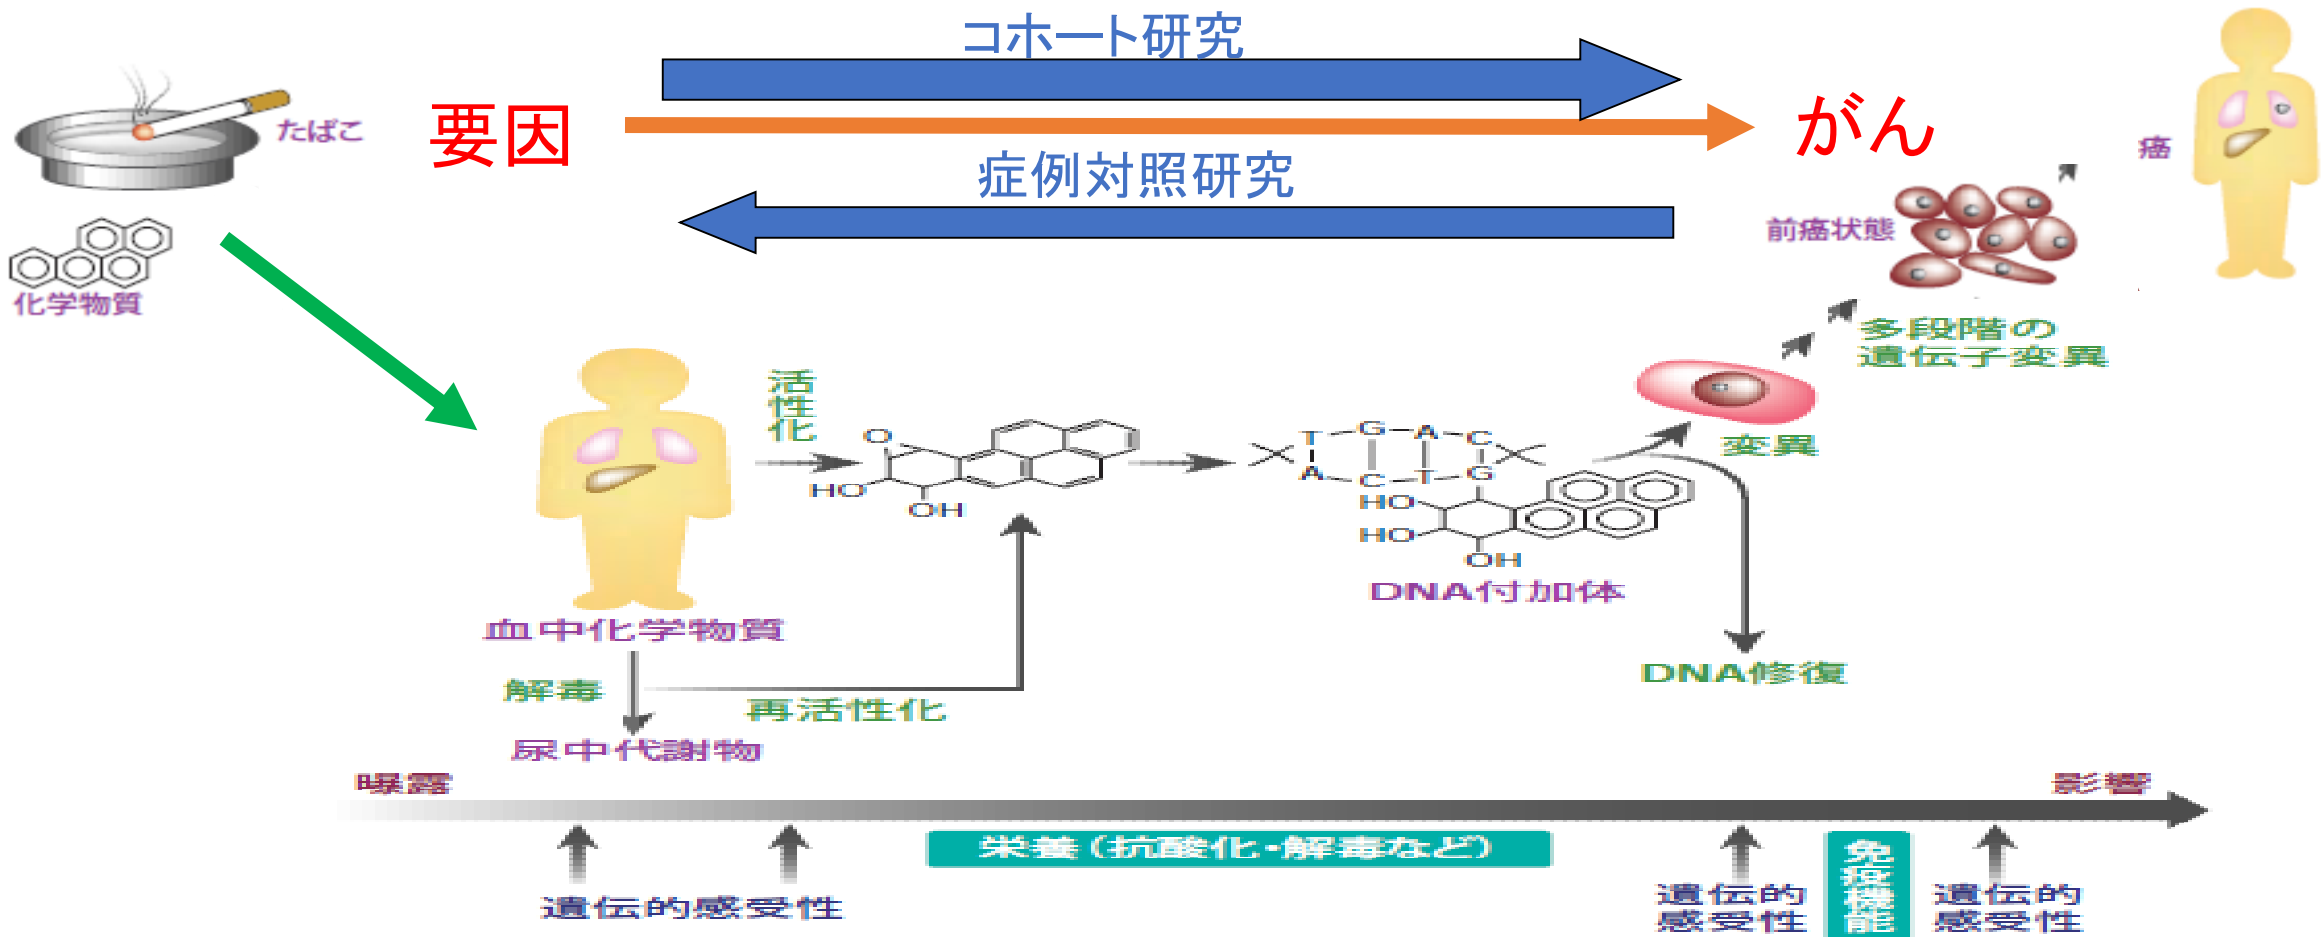 コホート研究
たばこ
要因
がん
症例対照研究
癌
前癌状態
化学物質
多段階の
遺伝子変異
活性化
変異
O
HO
OH
T G A C
A C T G
HO
HO
OH
DNA付加体
血中化学物質
解毒
再活性化
DNA修復
尿中代謝物
曝露
影響
栄養（抗酸化・解毒など）
遺伝的感受性
遺伝的
感受性
免疫機能
遺伝的
感受性